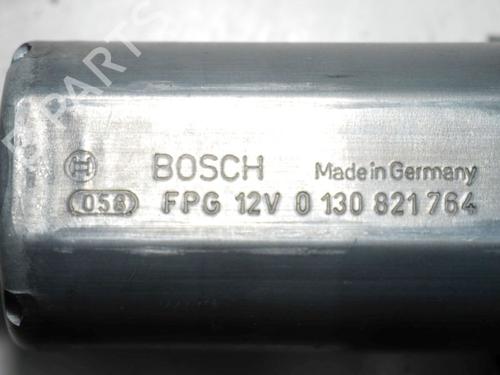 BOSCH Made in Germany
058 FPG 12V 0 130 821 764